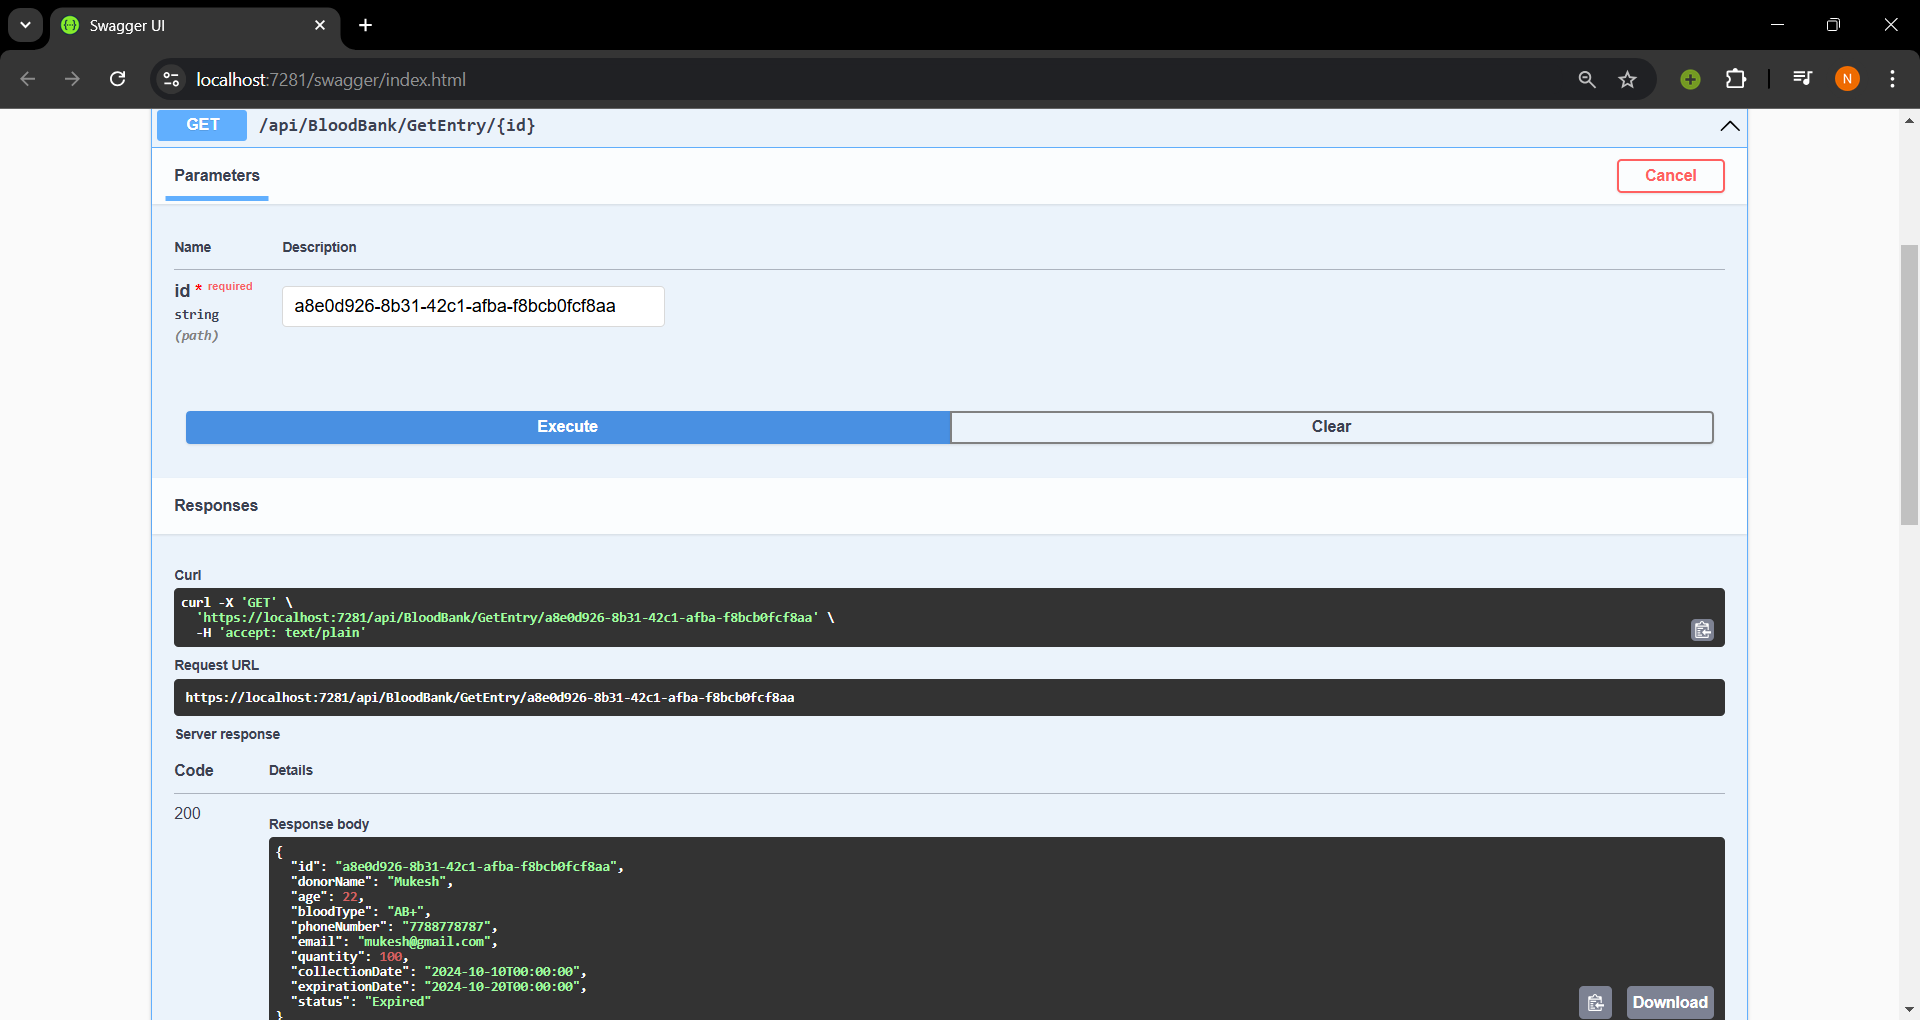 Swagger UI
localhost:7281/swagger/index.html
N
GET /api/BloodBank/GetEntry/{id}
Parameters
Cancel
Name Description
id * required
string
(path)
a8e0d926-8b31-42c1-afba-f8bcb0fcf8aa
Execute Clear
Responses
Curl
curl -X 'GET' \
'https://localhost:7281/api/BloodBank/GetEntry/a8e0d926-8b31-42c1-afba-f8bcb0fcf8aa' \
-H 'accept: text/plain'
Request URL
https://localhost:7281/api/BloodBank/GetEntry/a8e0d926-8b31-42c1-afba-f8bcb0fcf8aa
Server response
Code Details
200
Response body
{
"id": "a8e0d926-8b31-42c1-afba-f8bcb0fcf8aa",
"donorName": "Mukesh",
"age": 22,
"bloodType": "AB+",
"phoneNumber": "7788778787",
"email": "mukesh@gmail.com",
"quantity": 100,
"collectionDate": "2024-10-10T00:00:00",
"expirationDate": "2024-10-20T00:00:00",
"status": "Expired"
}
Download